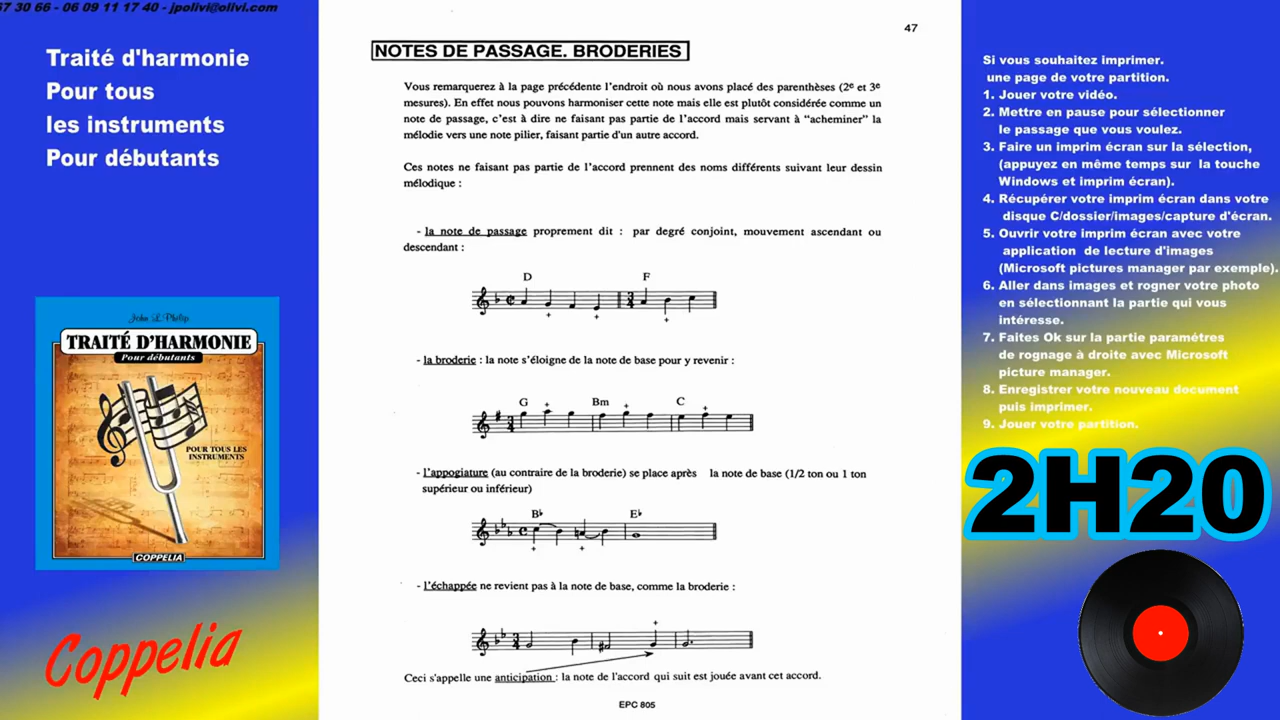 67 30 66 - 06 09 11 17 40 - jpolivi@olivi.com
Traité d'harmonie
Pour tous
les instruments
Pour débutants
John L. Philip
TRAITÉ D'HARMONIE
Pour débutants
POUR TOUS LES
INSTRUMENTS
COPPELIA
Coppelia
47
NOTES DE PASSAGE. BRODERIES
Vous remarquerez à la page précédente l'endroit où nous avons placé des parenthèses (2e et 3e
mesures). En effet nous pouvons harmoniser cette note mais elle est plutôt considérée comme un
note de passage, c'est à dire ne faisant pas partie de l'accord mais servant à "acheminer" la
mélodie vers une note pilier, faisant partie d'un autre accord.
Ces notes ne faisant pas partie de l'accord prennent des noms différents suivant leur dessin
mélodique :
- la note de passage proprement dit : par degré conjoint, mouvement ascendant ou
descendant :
D F
- la broderie : la note s'éloigne de la note de base pour y revenir :
G Bm C
- l'appogiature (au contraire de la broderie) se place après la note de base (1/2 ton ou 1 ton
supérieur ou inférieur)
B♭ E♭
- l'échappée ne revient pas à la note de base, comme la broderie :
Ceci s'appelle une anticipation : la note de l'accord qui suit est jouée avant cet accord.
EPC 805
Si vous souhaitez imprimer.
une page de votre partition.
1. Jouer votre vidéo.
2. Mettre en pause pour sélectionner
le passage que vous voulez.
3. Faire un imprim écran sur la sélection,
(appuyez en même temps sur la touche
Windows et imprim écran).
4. Récupérer votre imprim écran dans votre
disque C/dossier/images/capture d'écran.
5. Ouvrir votre imprim écran avec votre
application de lecture d'images
(Microsoft pictures manager par exemple).
6. Aller dans images et rogner votre photo
en sélectionnant la partie qui vous
intéresse.
7. Faites Ok sur la partie paramétres
de rognage à droite avec Microsoft
picture manager.
8. Enregistrer votre nouveau document
puis imprimer.
9. Jouer votre partition.
2H20